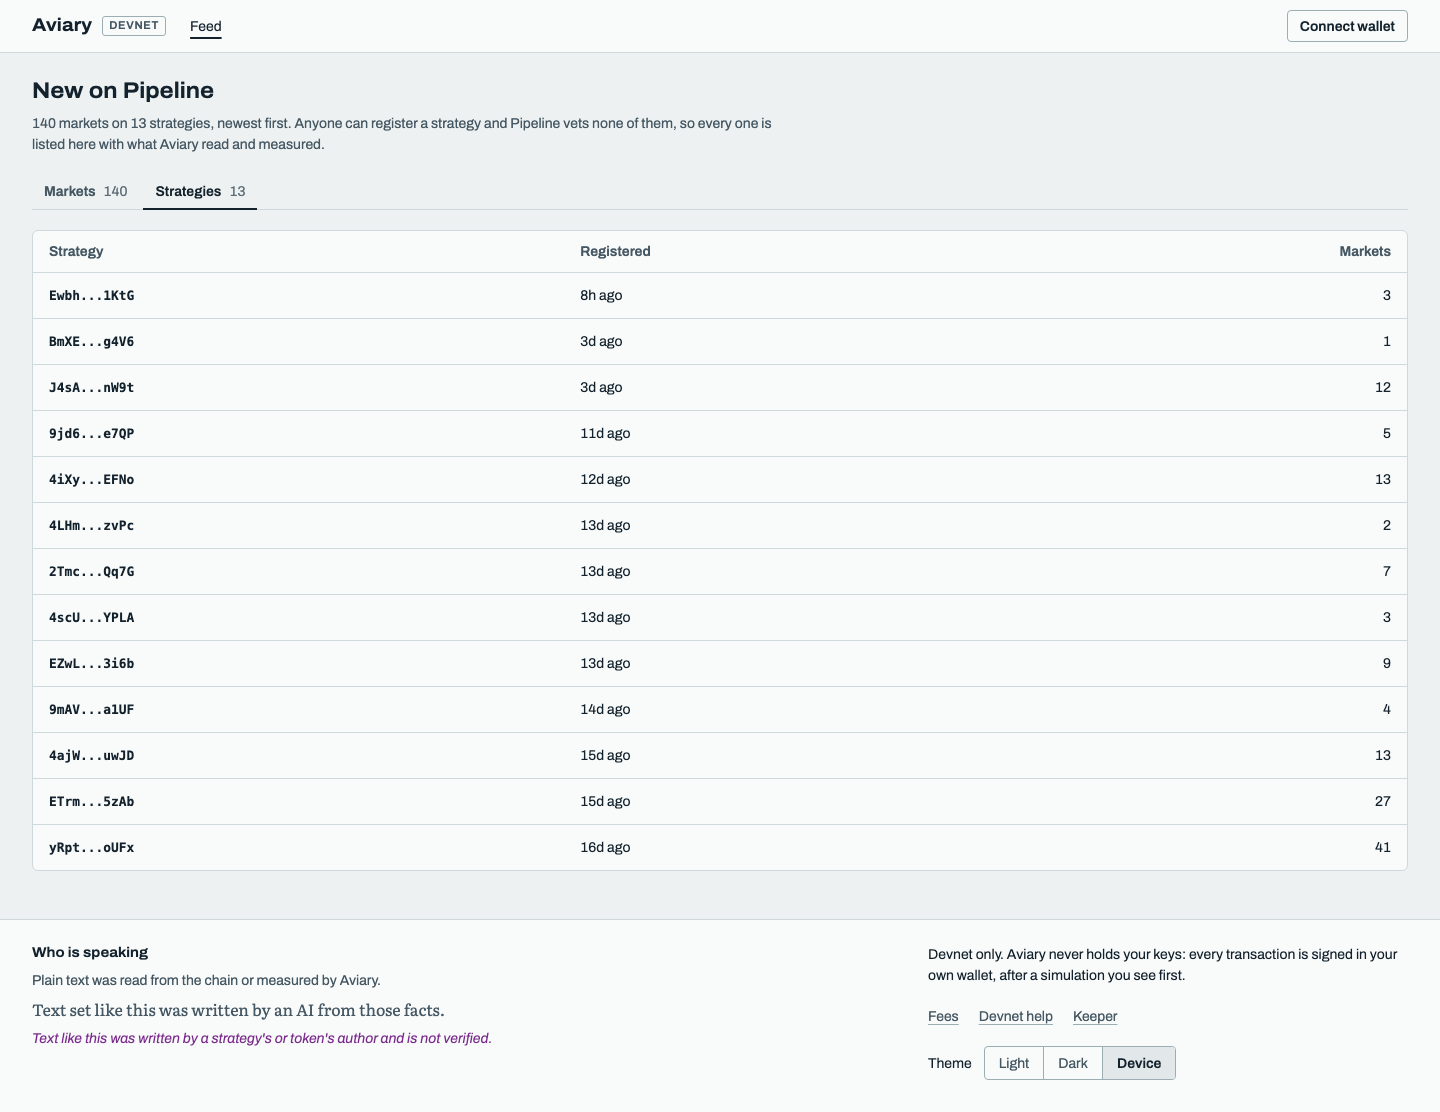 Aviary DEVNET Feed Connect wallet
New on Pipeline
140 markets on 13 strategies, newest first. Anyone can register a strategy and Pipeline vets none of them, so every one is
listed here with what Aviary read and measured.
Markets 140 Strategies 13
Strategy Registered Markets
Ewbh...1KtG 8h ago 3
BmXE...g4V6 3d ago 1
J4sA...nW9t 3d ago 12
9jd6...e7QP 11d ago 5
4iXy...EFNo 12d ago 13
4LHm...zvPc 13d ago 2
2Tmc...Qq7G 13d ago 7
4scU...YPLA 13d ago 3
EZwL...3i6b 13d ago 9
9mAV...a1UF 14d ago 4
4ajW...uwJD 15d ago 13
ETrm...5zAb 15d ago 27
yRpt...oUFx 16d ago 41
Who is speaking
Plain text was read from the chain or measured by Aviary.
Text set like this was written by an AI from those facts.
Text like this was written by a strategy's or token's author and is not verified.
Devnet only. Aviary never holds your keys: every transaction is signed in your
own wallet, after a simulation you see first.
Fees Devnet help Keeper
Theme Light Dark Device